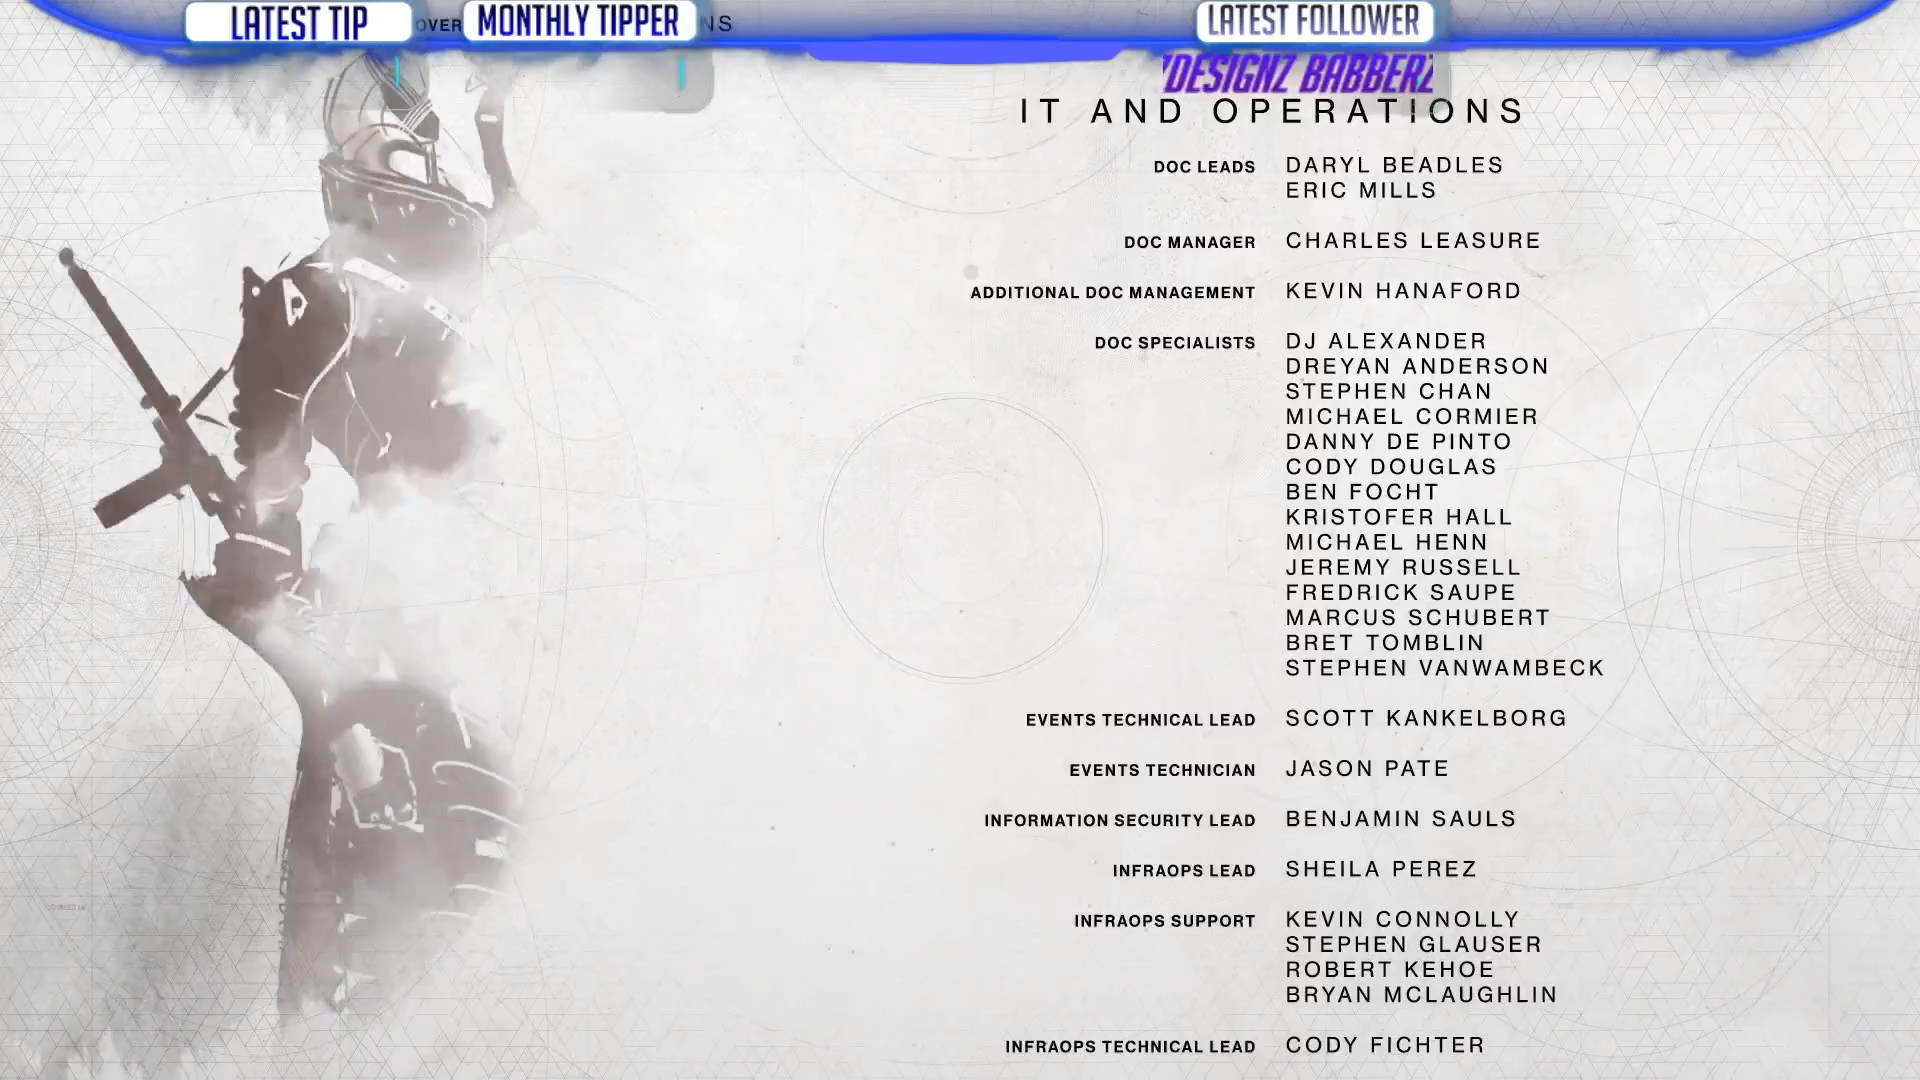 LATEST TIP
OVER
MONTHLY TIPPER
NS
LATEST FOLLOWER
DESIGNZ BABBERZ
IT AND OPERATIONS
DOC LEADS DARYL BEADLES
ERIC MILLS
DOC MANAGER CHARLES LEASURE
ADDITIONAL DOC MANAGEMENT KEVIN HANAFORD
DOC SPECIALISTS DJ ALEXANDER
DREYAN ANDERSON
STEPHEN CHAN
MICHAEL CORMIER
DANNY DE PINTO
CODY DOUGLAS
BEN FOCHT
KRISTOFER HALL
MICHAEL HENN
JEREMY RUSSELL
FREDRICK SAUPE
MARCUS SCHUBERT
BRET TOMBLIN
STEPHEN VANWAMBECK
EVENTS TECHNICAL LEAD SCOTT KANKELBORG
EVENTS TECHNICIAN JASON PATE
INFORMATION SECURITY LEAD BENJAMIN SAULS
INFRAOPS LEAD SHEILA PEREZ
INFRAOPS SUPPORT KEVIN CONNOLLY
STEPHEN GLAUSER
ROBERT KEHOE
BRYAN MCLAUGHLIN
INFRAOPS TECHNICAL LEAD CODY FICHTER